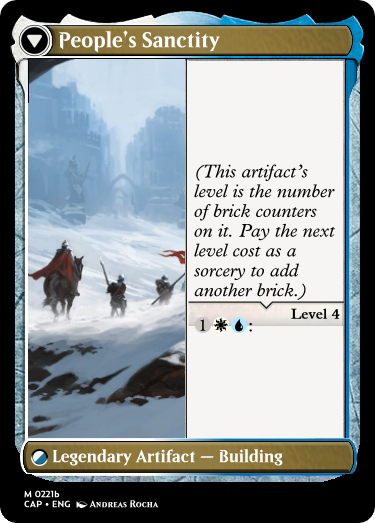 People's Sanctity
(This artifact's
level is the number
of brick counters
on it. Pay the next
level cost as a
sorcery to add
another brick.)
Level 4
1 :
Legendary Artifact — Building
M 0221b
CAP • ENG Andreas Rocha